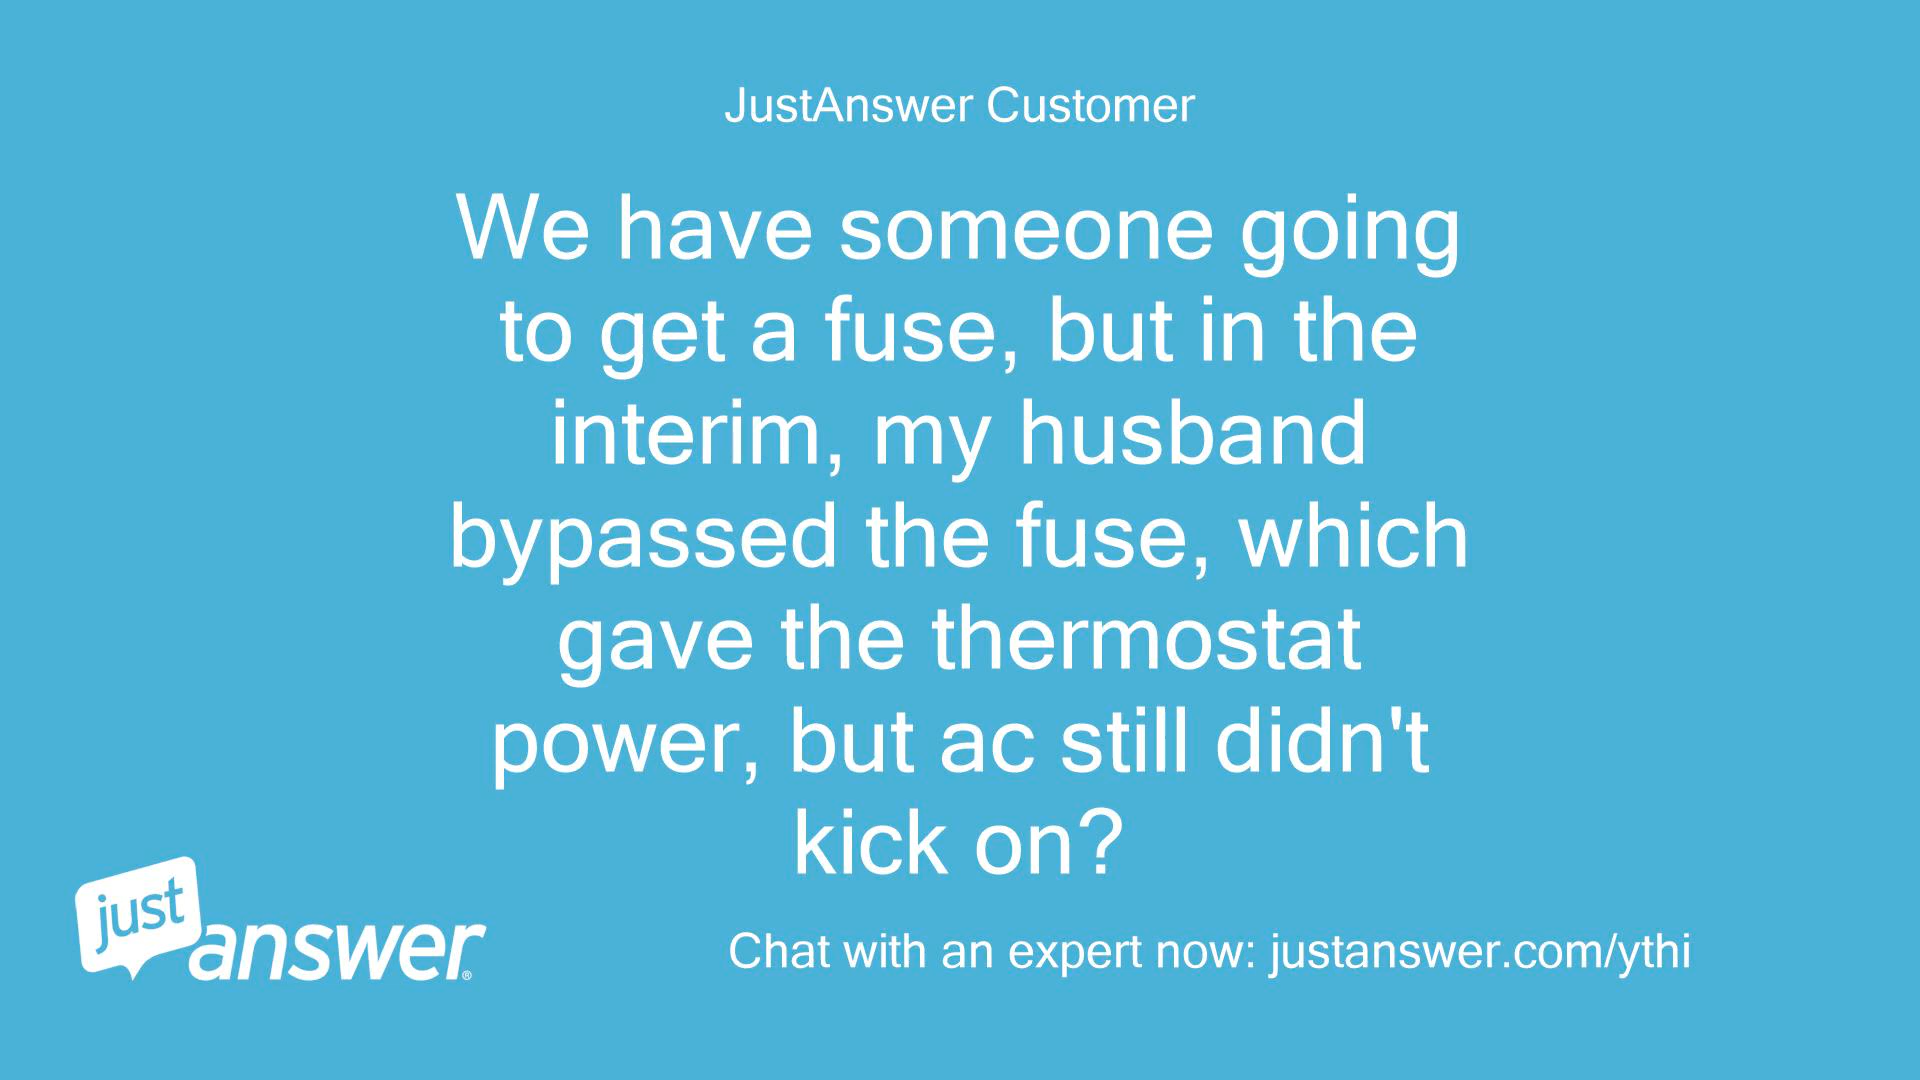 JustAnswer Customer
We have someone going
to get a fuse, but in the
interim, my husband
bypassed the fuse, which
gave the thermostat
power, but ac still didn't
kick on?
just
answer®
Chat with an expert now: justanswer.com/ythi